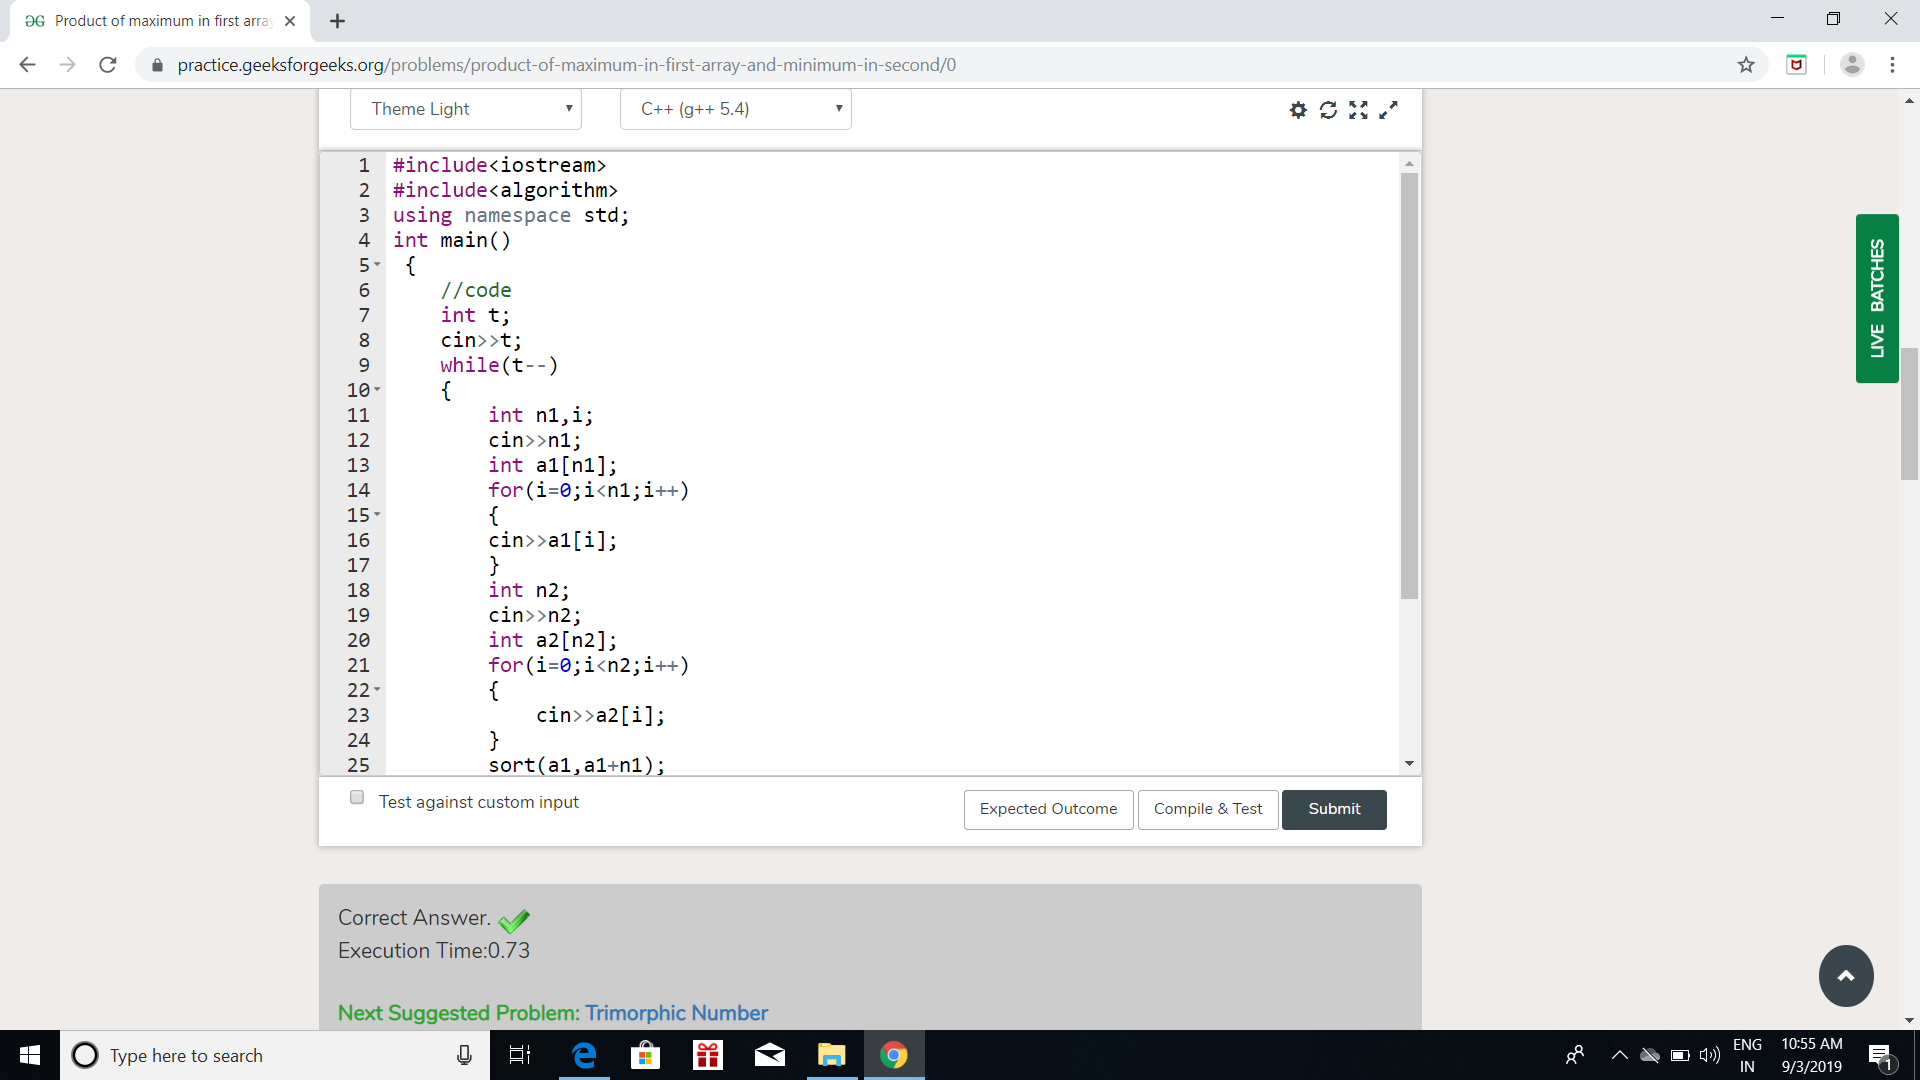 Product of maximum in first arra
practice.geeksforgeeks.org/problems/product-of-maximum-in-first-array-and-minimum-in-second/0
Theme Light
C++ (g++ 5.4)
1 #include<iostream>
2 #include<algorithm>
3 using namespace std;
4 int main()
5 {
6 //code
7 int t;
8 cin>>t;
9 while(t--)
10 {
11 int n1,i;
12 cin>>n1;
13 int a1[n1];
14 for(i=0;i<n1;i++)
15 {
16 cin>>a1[i];
17 }
18 int n2;
19 cin>>n2;
20 int a2[n2];
21 for(i=0;i<n2;i++)
22 {
23 cin>>a2[i];
24 }
25 sort(a1,a1+n1);
LIVE BATCHES
Test against custom input
Expected Outcome
Compile & Test
Submit
Correct Answer.
Execution Time:0.73
Next Suggested Problem: Trimorphic Number
Type here to search
ENG
IN
10:55 AM
9/3/2019
1